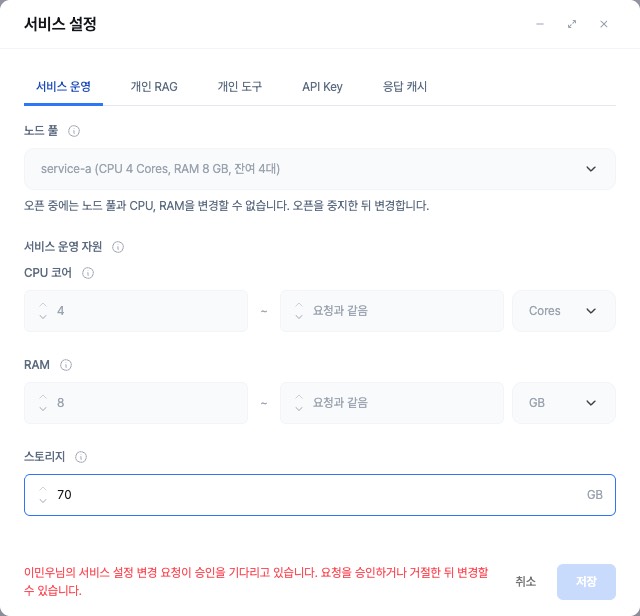 서비스 설정
서비스 운영 개인 RAG 개인 도구 API Key 응답 캐시
노드 풀
service-a (CPU 4 Cores, RAM 8 GB, 잔여 4대)
오픈 중에는 노드 풀과 CPU, RAM을 변경할 수 없습니다. 오픈을 중지한 뒤 변경합니다.
서비스 운영 자원
CPU 코어
4 ~ 요청과 같음 Cores
RAM
8 ~ 요청과 같음 GB
스토리지
70 GB
이민우님의 서비스 설정 변경 요청이 승인을 기다리고 있습니다. 요청을 승인하거나 거절한 뒤 변경할
수 있습니다.
취소 저장